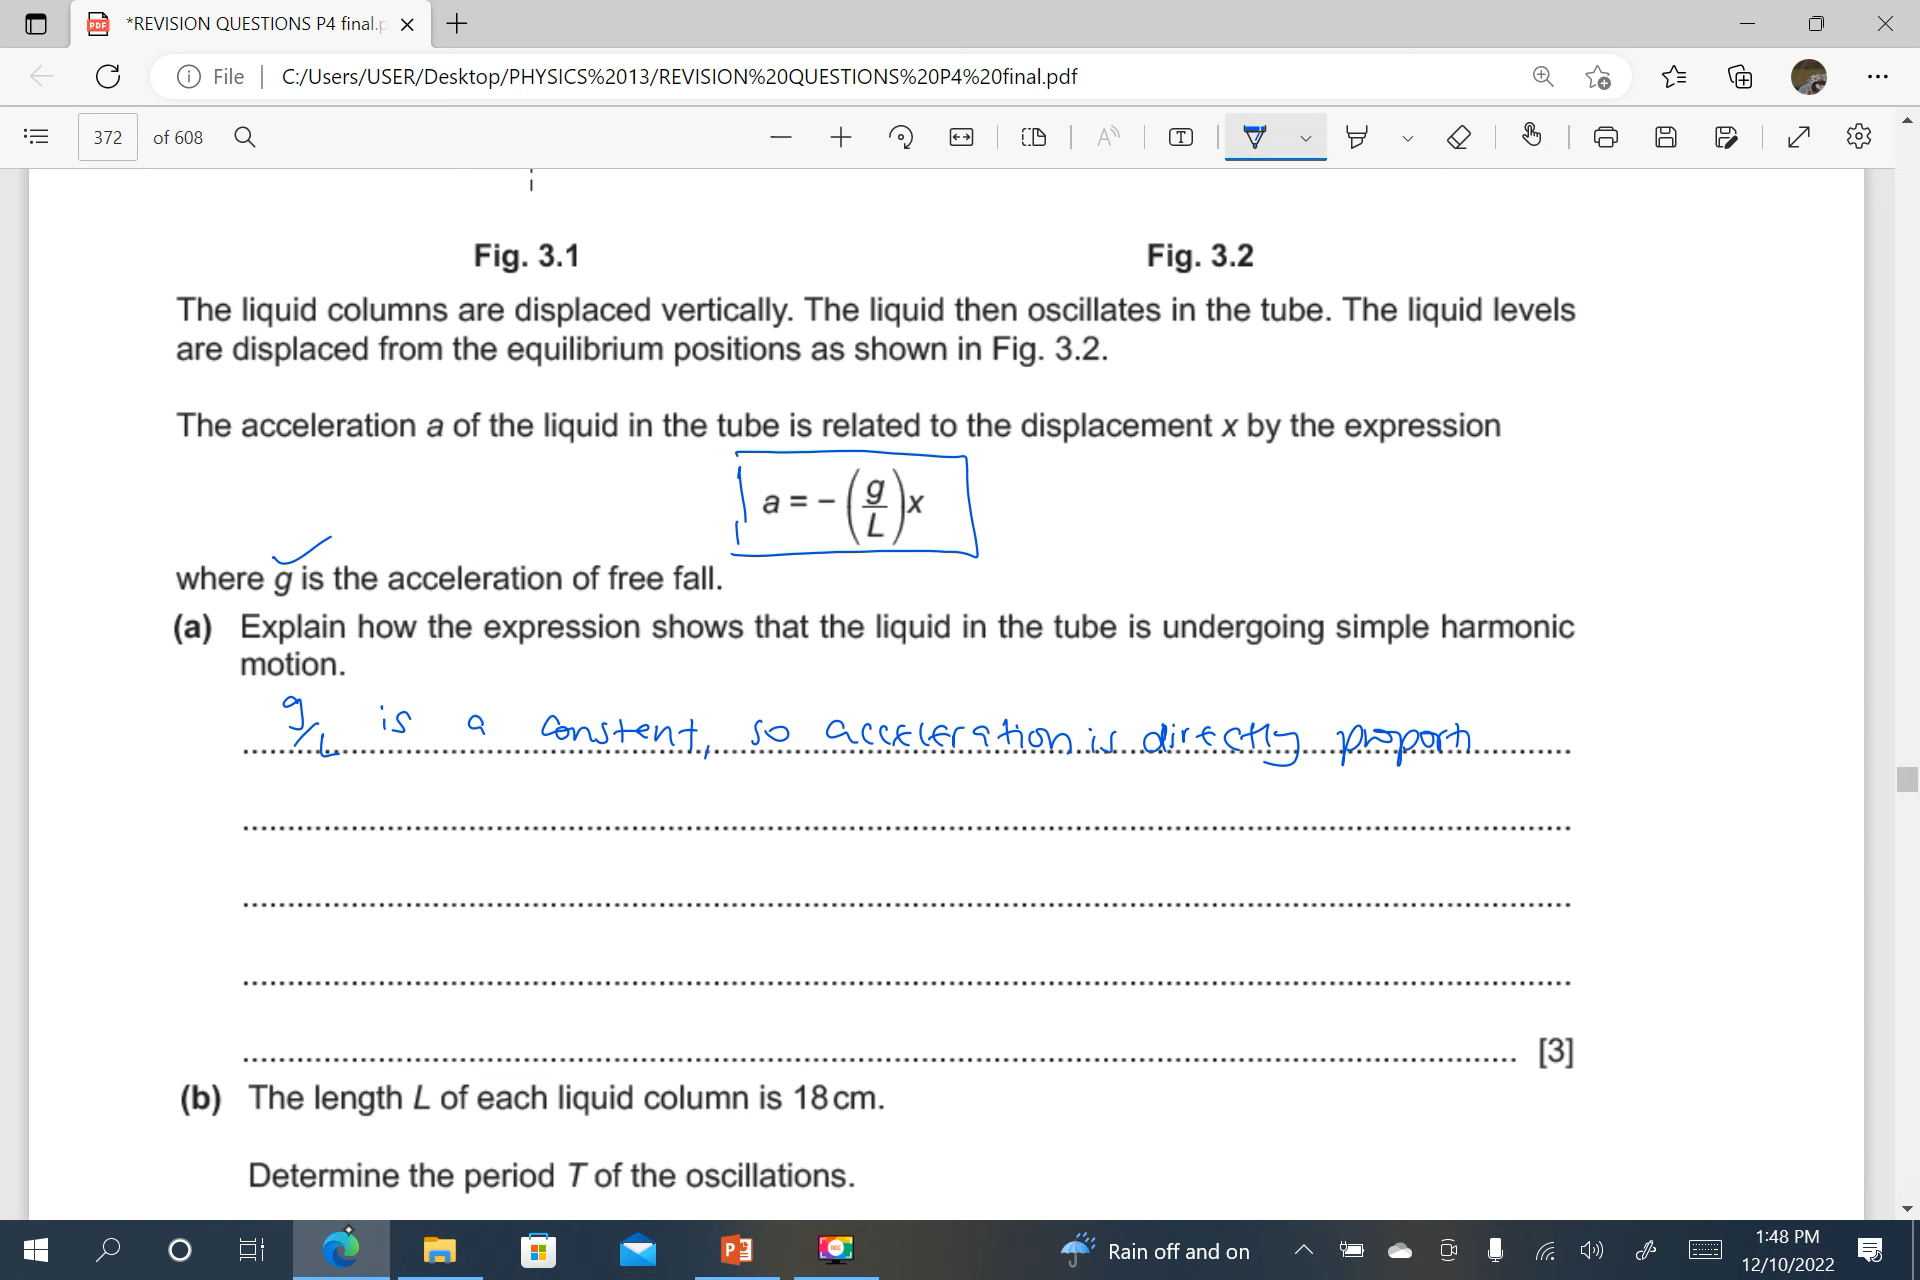 *REVISION QUESTIONS P4 final.p
File
C:/Users/USER/Desktop/PHYSICS%2013/REVISION%20QUESTIONS%20P4%20final.pdf
372 of 608
Fig. 3.1 Fig. 3.2
The liquid columns are displaced vertically. The liquid then oscillates in the tube. The liquid levels
are displaced from the equilibrium positions as shown in Fig. 3.2.
The acceleration a of the liquid in the tube is related to the displacement x by the expression
a = − (g/L)x
where g is the acceleration of free fall.
(a) Explain how the expression shows that the liquid in the tube is undergoing simple harmonic
motion.
g/L is a constent, so acceleration is directly proporti
[3]
(b) The length L of each liquid column is 18 cm.
Determine the period T of the oscillations.
Rain off and on
1:48 PM
12/10/2022